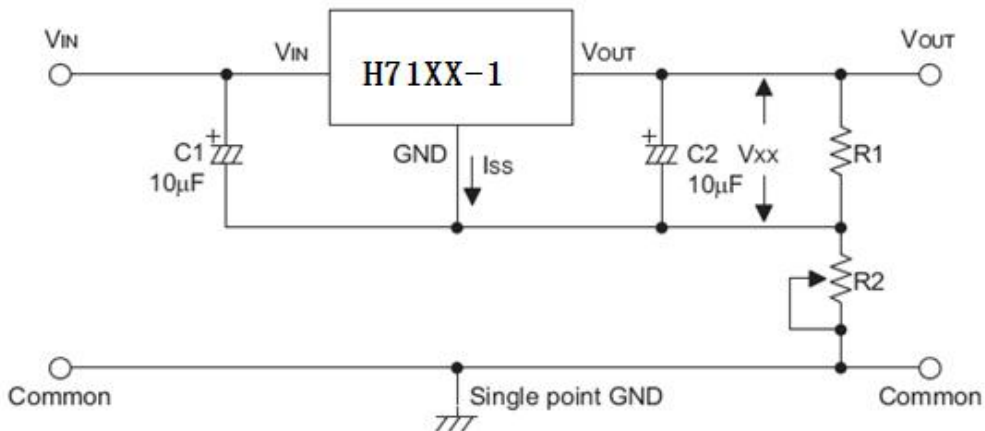 VIN
VIN
H71XX-1
VOUT
VOUT
+
C1
10μF
GND
ISS
+
C2
10μF
VXX
R1
R2
Common
Single point GND
Common